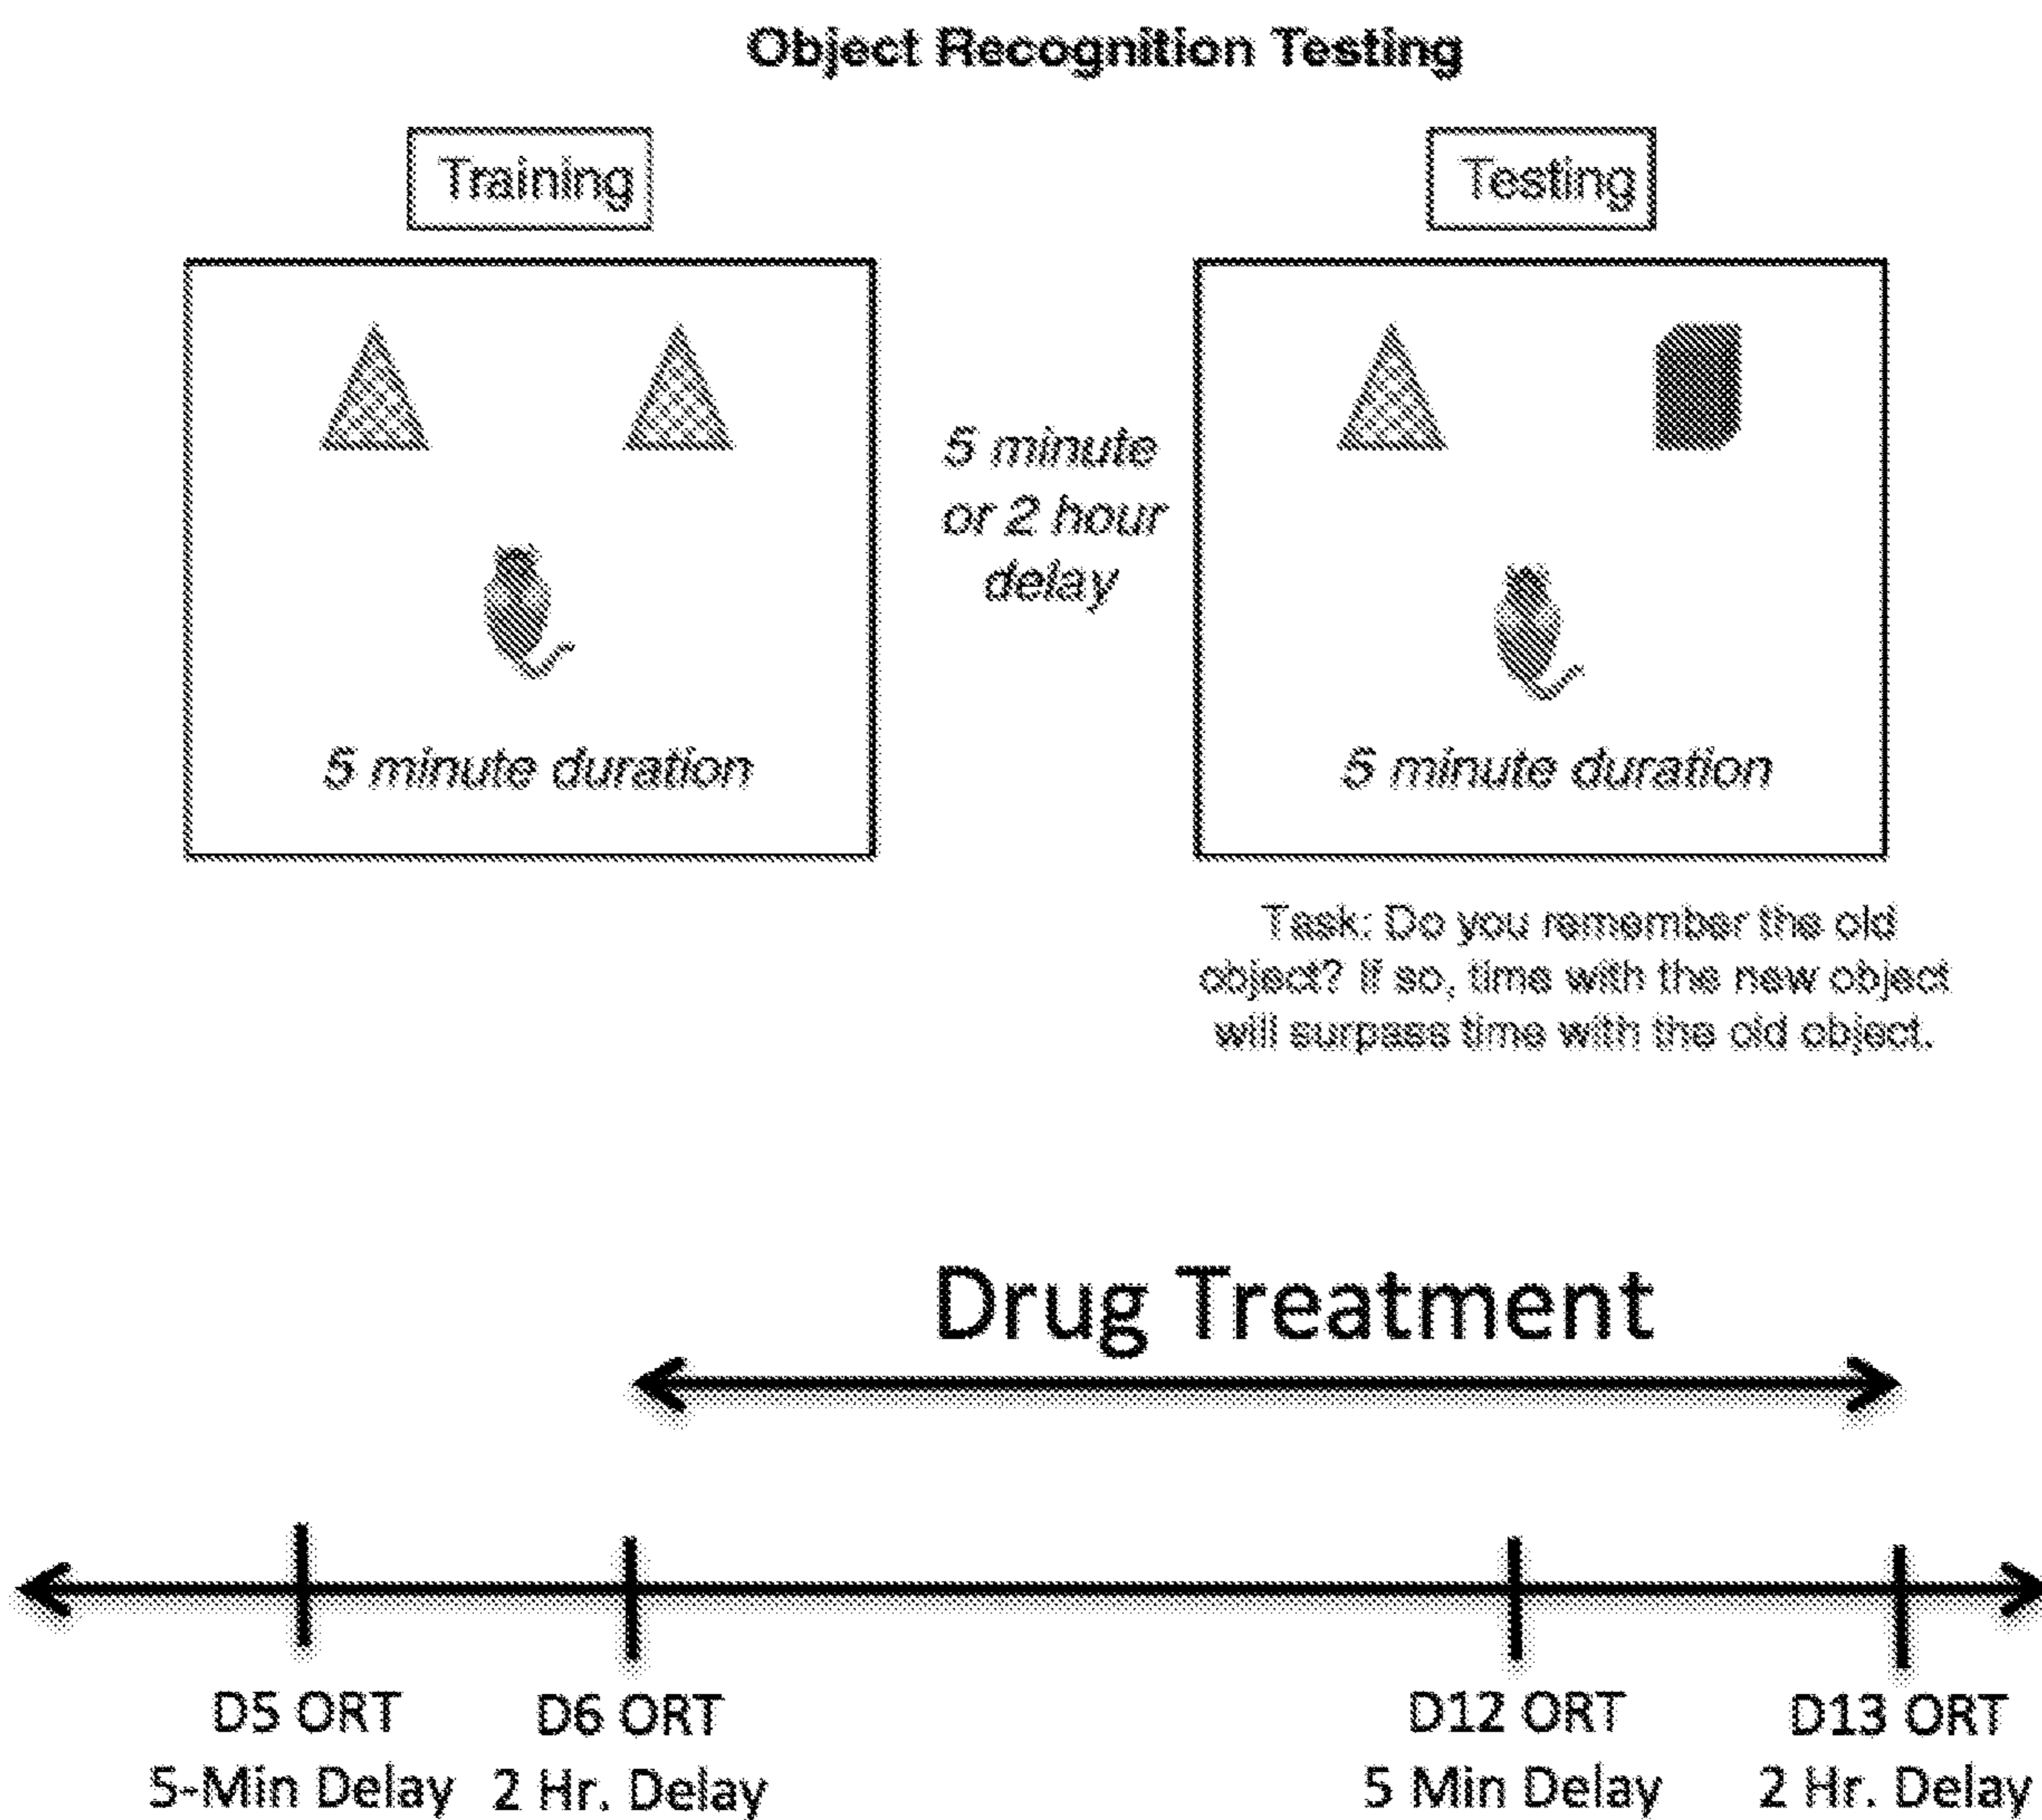 Object Recognition Testing
Training
Testing
5 minute
or 2 hour
delay
5 minute duration
5 minute duration
Task: Do you remember the old
object? If so, time with the new object
will surpass time with the old object.
Drug Treatment
D5 ORT
5-Min Delay
D6 ORT
2 Hr. Delay
D12 ORT
5 Min Delay
D13 ORT
2 Hr. Delay